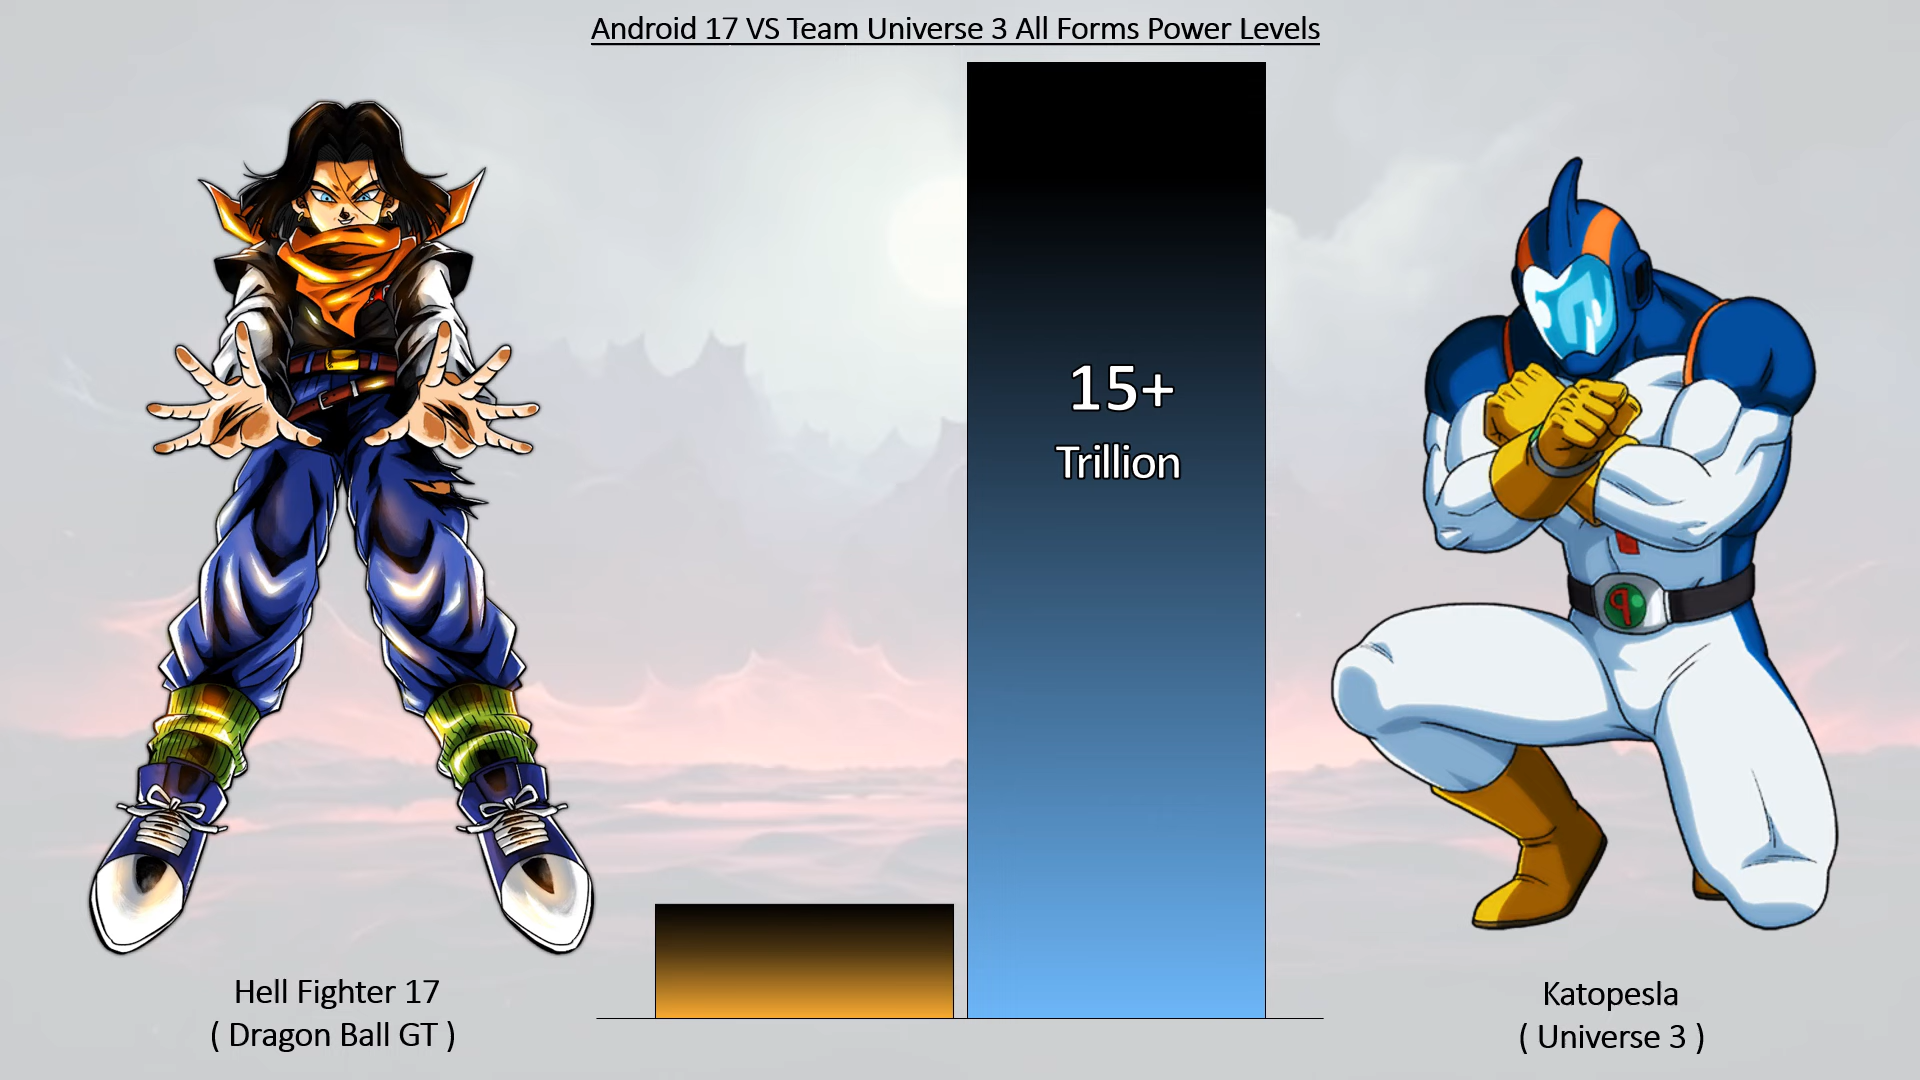 Android 17 VS Team Universe 3 All Forms Power Levels
15+
Trillion
Hell Fighter 17
( Dragon Ball GT )
Katopesla
( Universe 3 )